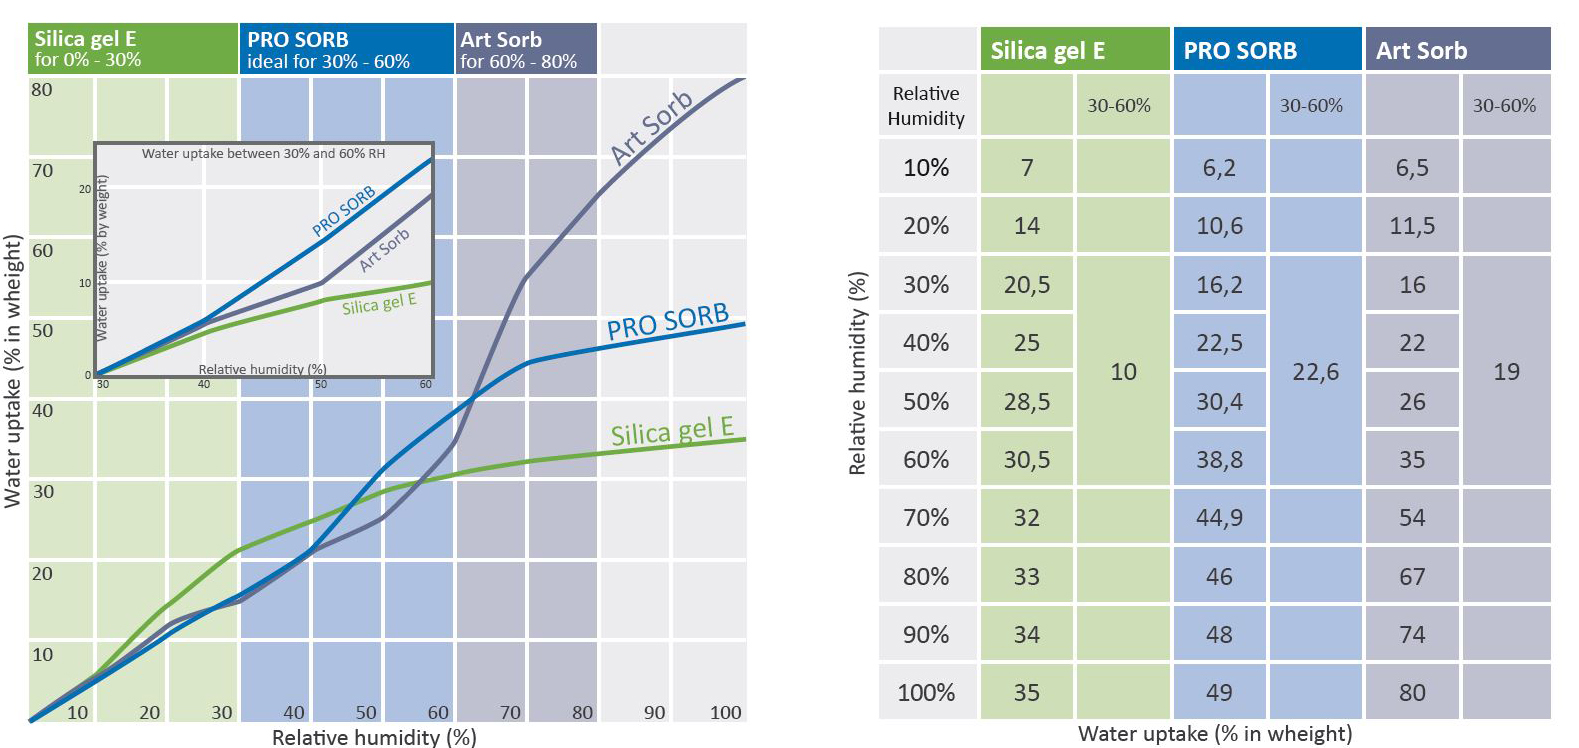 Silica gel E
for 0% - 30%
PRO SORB
ideal for 30% - 60%
Art Sorb
for 60% - 80%
80
70
60
50
40
30
20
10
Water uptake (% in wheight)
10 20 30 40 50 60 70 80 90 100
Relative humidity (%)
Art Sorb
PRO SORB
Silica gel E
Water uptake between 30% and 60% RH
20
10
0
Water uptake (% by weight)
PRO SORB
Art Sorb
Silica gel E
Relative humidity (%)
30 40 50 60
Silica gel E PRO SORB Art Sorb
Relative
Humidity
30-60% 30-60% 30-60%
10% 7 6,2 6,5
20% 14 10,6 11,5
30% 20,5 16,2 16
40% 25 22,5 22
10 22,6 19
50% 28,5 30,4 26
60% 30,5 38,8 35
70% 32 44,9 54
80% 33 46 67
90% 34 48 74
100% 35 49 80
Relative humidity (%)
Water uptake (% in wheight)